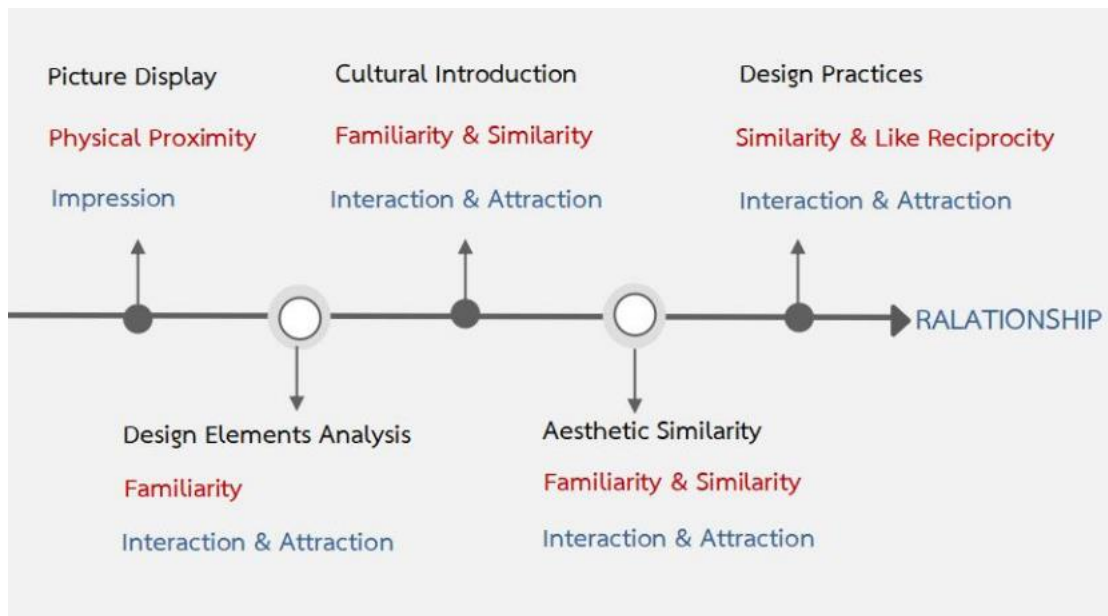 Picture Display
Physical Proximity
Impression
Cultural Introduction
Familiarity & Similarity
Interaction & Attraction
Design Practices
Similarity & Like Reciprocity
Interaction & Attraction
RALATIONSHIP
Design Elements Analysis
Familiarity
Interaction & Attraction
Aesthetic Similarity
Familiarity & Similarity
Interaction & Attraction